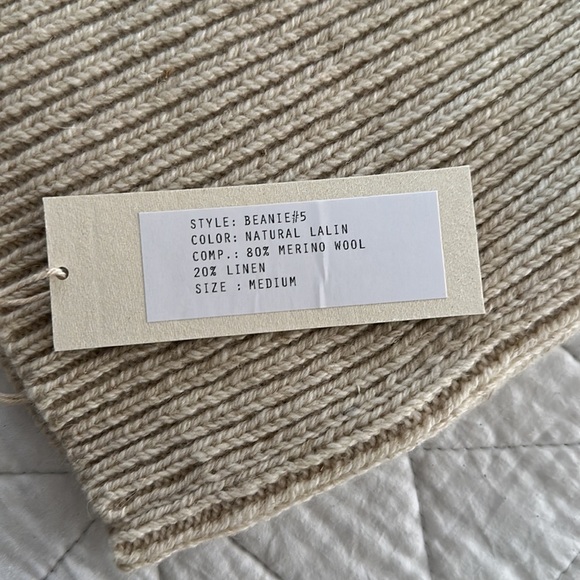 STYLE: BEANIE#5
COLOR: NATURAL LALIN
COMP.: 80% MERINO WOOL
20% LINEN
SIZE : MEDIUM